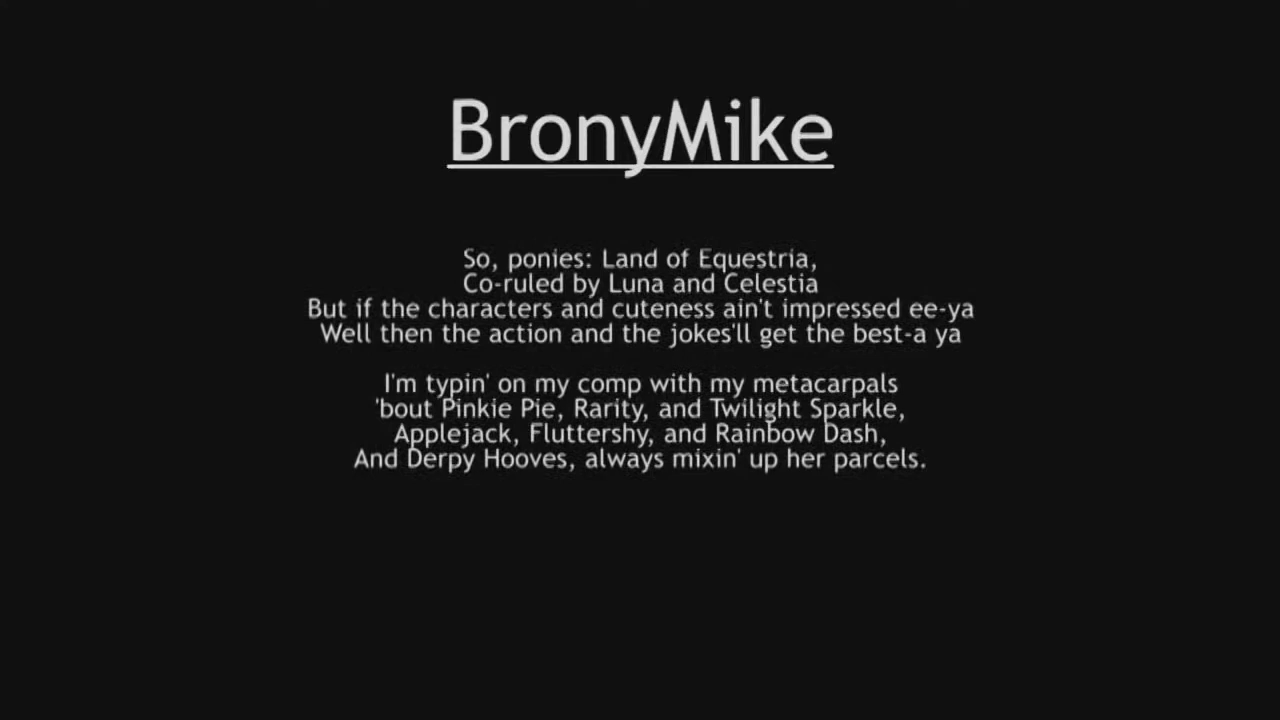 BronyMike
So, ponies: Land of Equestria,
Co-ruled by Luna and Celestia
But if the characters and cuteness ain't impressed ee-ya
Well then the action and the jokes'll get the best-a ya
I'm typin' on my comp with my metacarpals
'bout Pinkie Pie, Rarity, and Twilight Sparkle,
Applejack, Fluttershy, and Rainbow Dash,
And Derpy Hooves, always mixin' up her parcels.